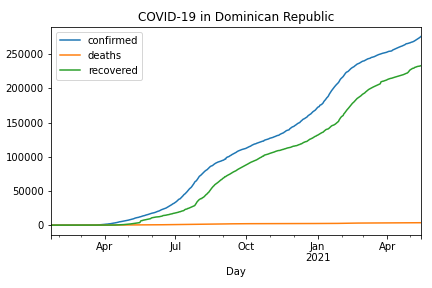 COVID-19 in Dominican Republic
confirmed
deaths
recovered
250000
200000
150000
100000
50000
0
Apr Jul Oct Jan Apr
2021
Day